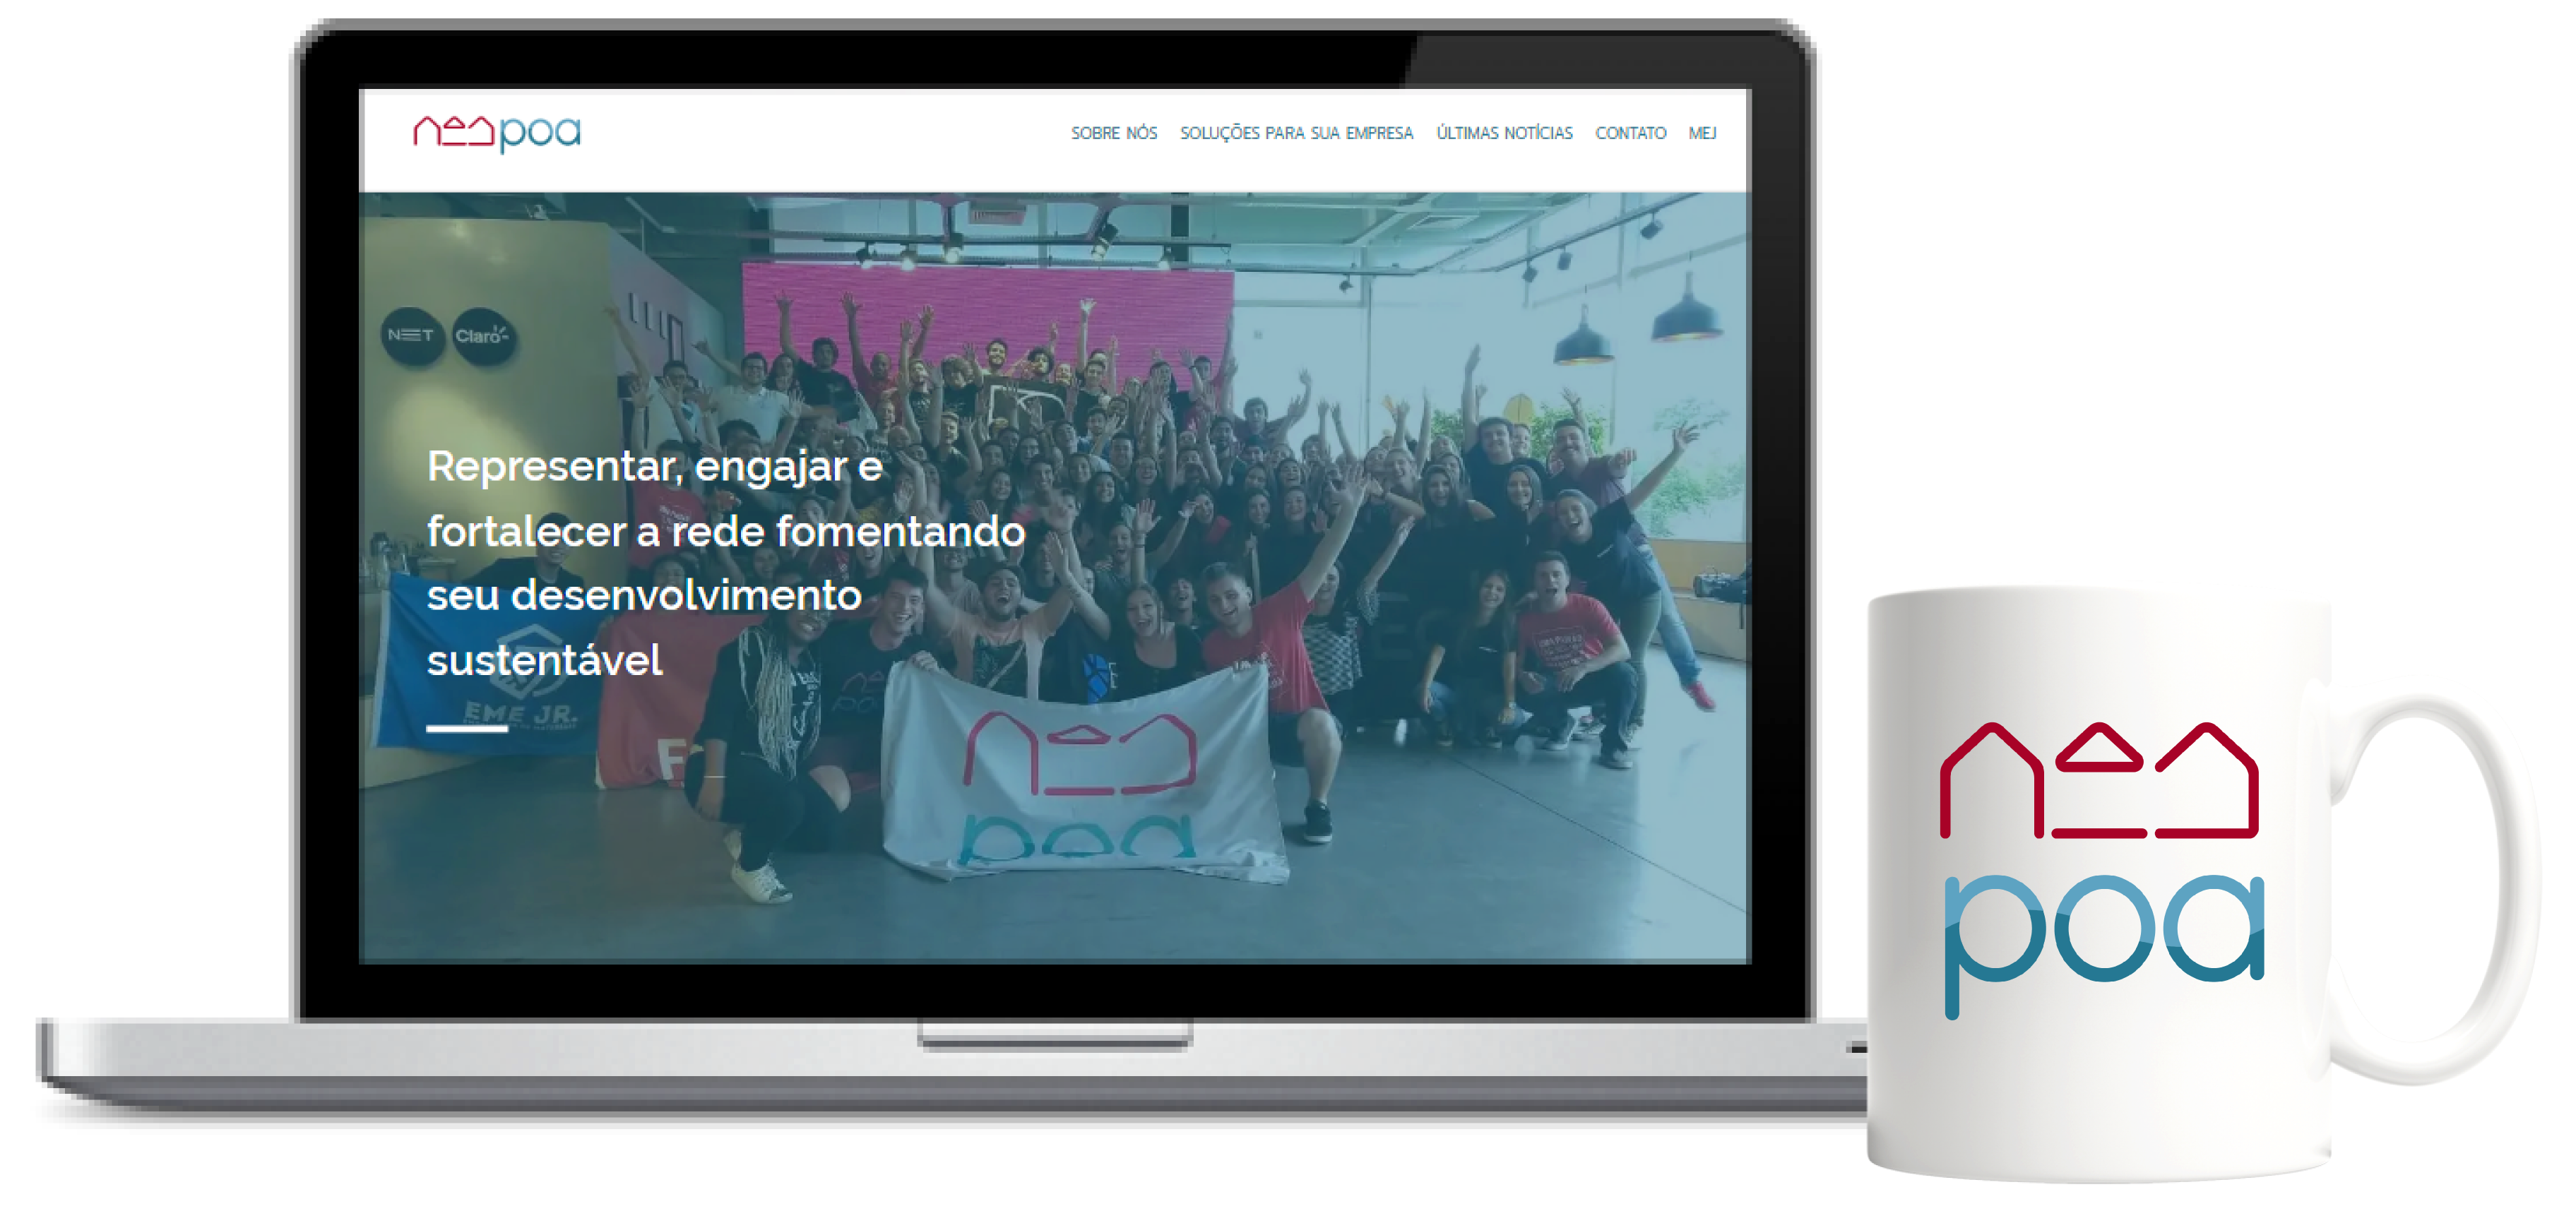 poa
SOBRE NÓS SOLUÇÕES PARA SUA EMPRESA ÚLTIMAS NOTÍCIAS CONTATO MEJ
NET Claro
Representar, engajar e
fortalecer a rede fomentando
seu desenvolvimento
sustentável
EME JR.
F
poa
poa